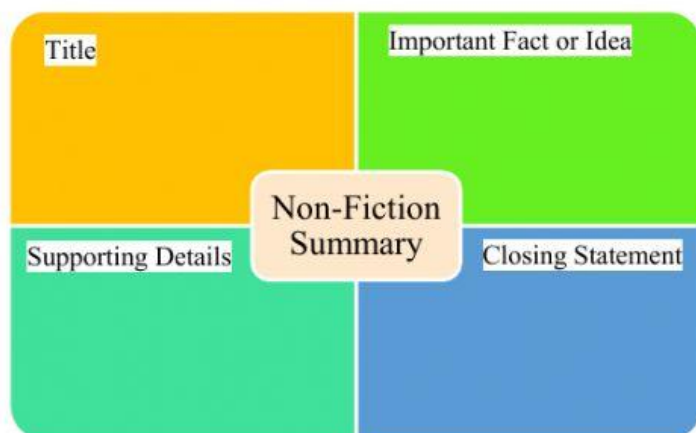 Title
Important Fact or Idea
Non-Fiction
Summary
Supporting Details
Closing Statement